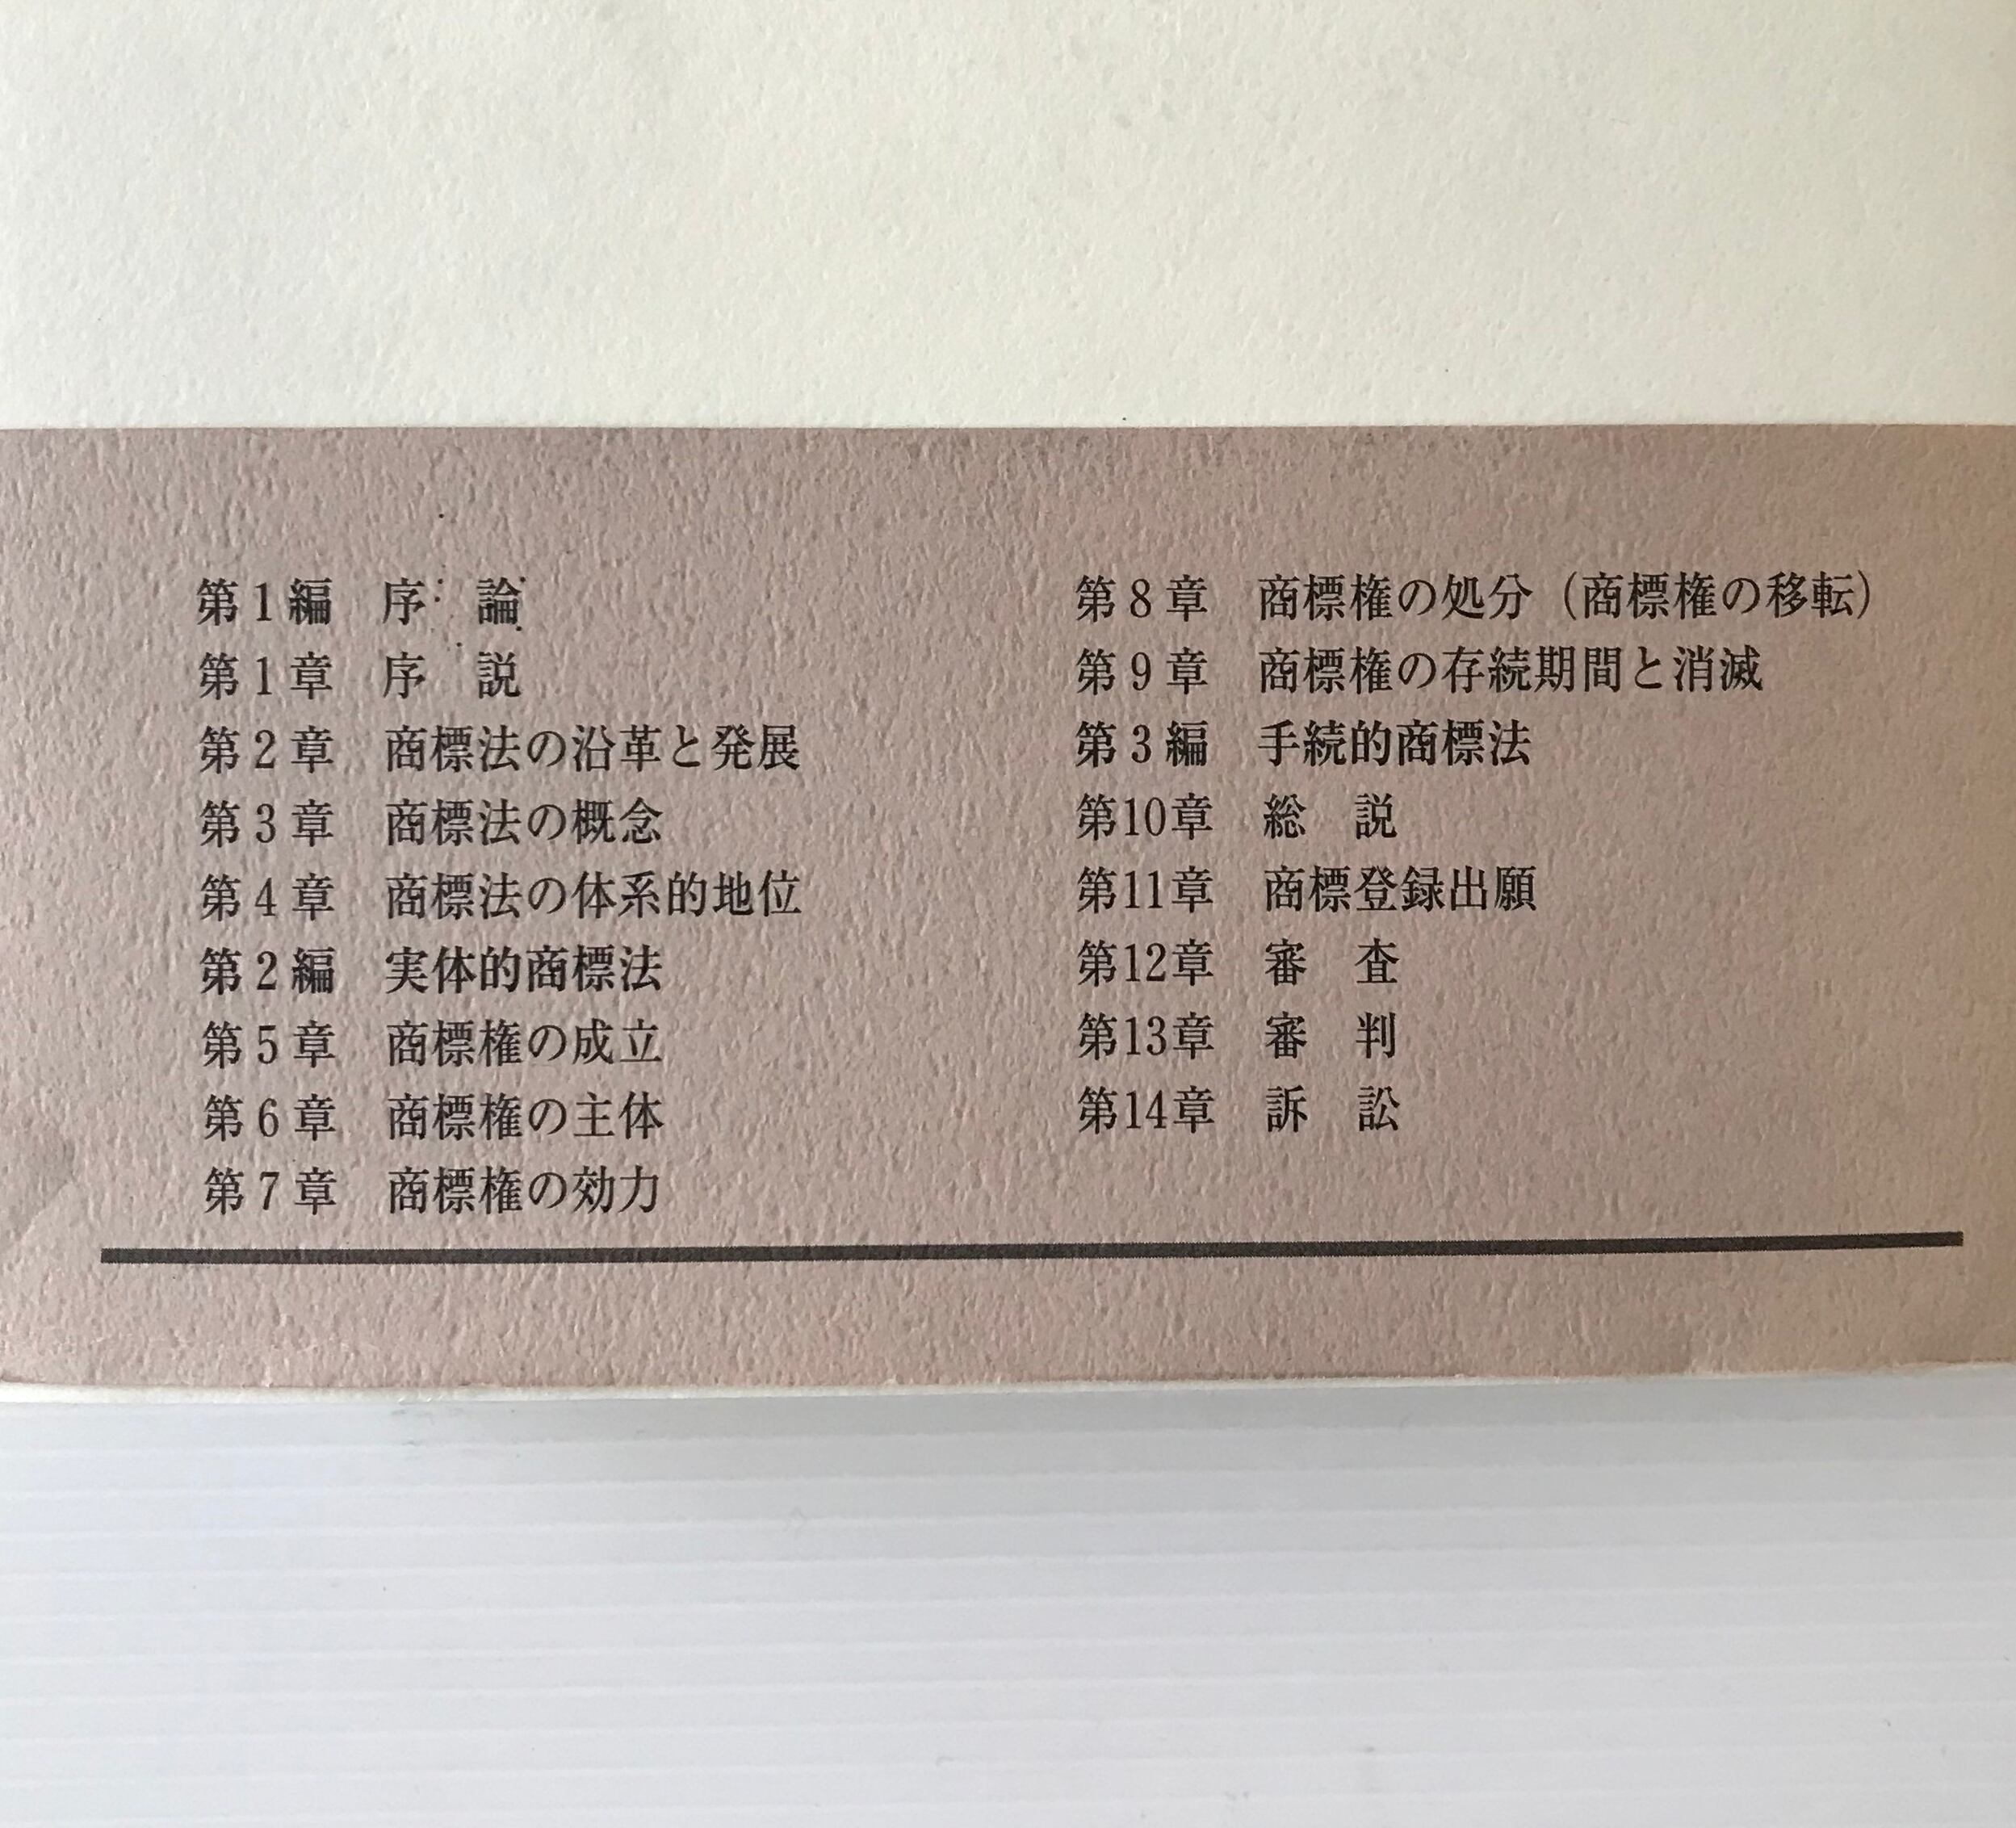 第1編　序　論
第1章　序　説
第2章　商標法の沿革と発展
第3章　商標法の概念
第4章　商標法の体系的地位
第2編　実体的商標法
第5章　商標権の成立
第6章　商標権の主体
第7章　商標権の効力
第8章　商標権の処分（商標権の移転）
第9章　商標権の存続期間と消滅
第3編　手続的商標法
第10章　総　説
第11章　商標登録出願
第12章　審　査
第13章　審　判
第14章　訴　訟